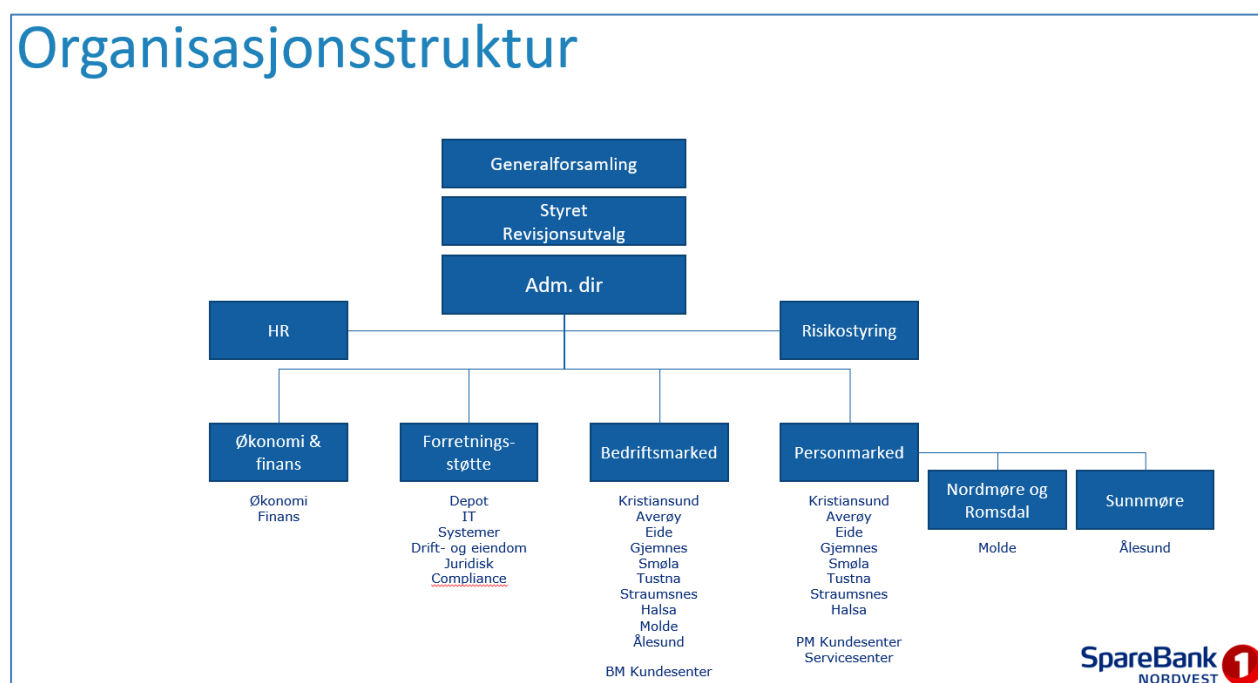 Organisasjonsstruktur
Generalforsamling
Styret
Revisjonsutvalg
Adm. dir
HR
Risikostyring
Økonomi &
finans
Økonomi
Finans
Forretnings-
støtte
Depot
IT
Systemer
Drift- og eiendom
Juridisk
Compliance
Bedriftsmarked
Kristiansund
Averøy
Eide
Gjemnes
Smøla
Tustna
Straumsnes
Halsa
Molde
Ålesund
BM Kundesenter
Personmarked
Kristiansund
Averøy
Eide
Gjemnes
Smøla
Tustna
Straumsnes
Halsa
PM Kundesenter
Servicesenter
Nordmøre og
Romsdal
Molde
Sunnmøre
Ålesund
SpareBank 1
NORDVEST